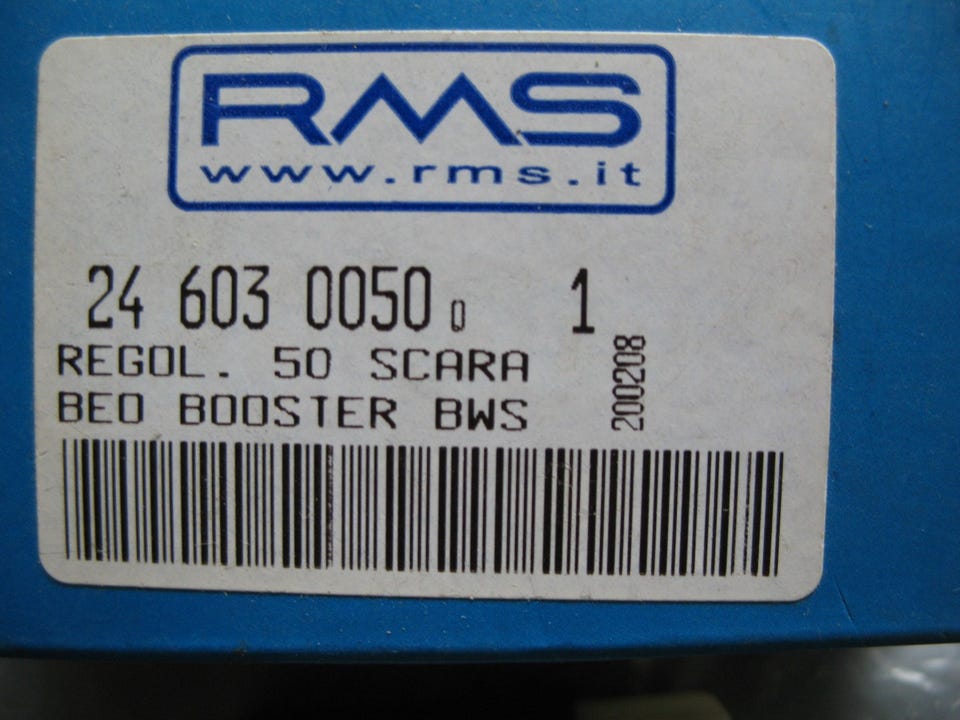 RMS
www.rms.it
24 603 0050 0 1
REGOL. 50 SCARA
BEO BOOSTER BWS
200208